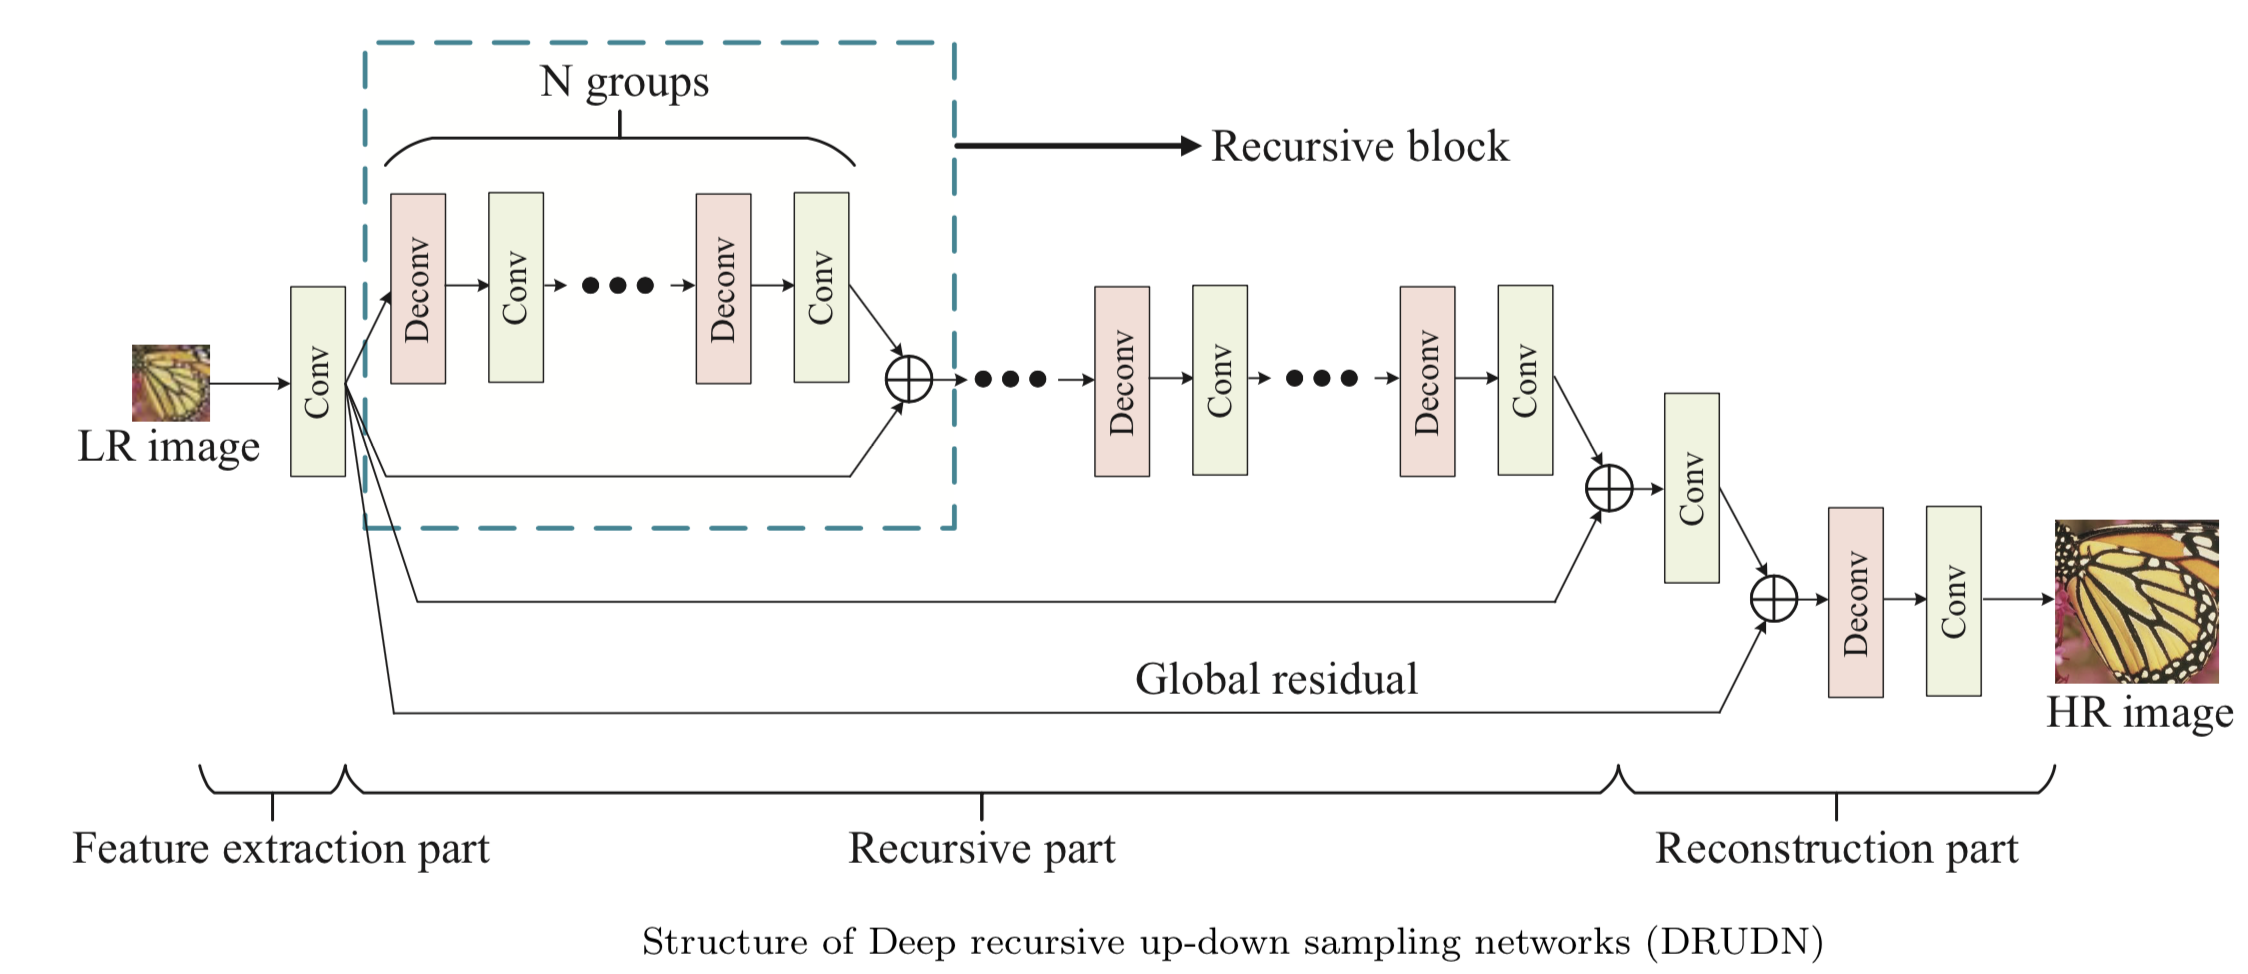 N groups
Recursive block
Deconv
Conv
Deconv
Conv
Conv
LR image
Deconv
Conv
Deconv
Conv
Conv
Deconv
Conv
Global residual
HR image
Feature extraction part
Recursive part
Reconstruction part
Structure of Deep recursive up-down sampling networks (DRUDN)